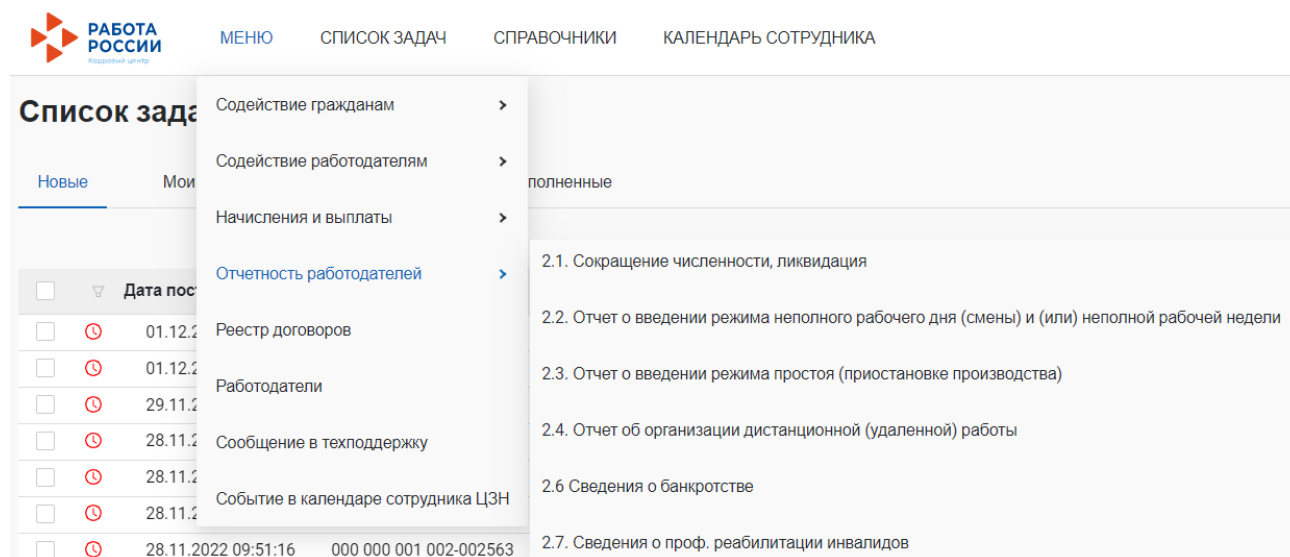 РАБОТА
РОССИИ
Кадровый центр
МЕНЮ СПИСОК ЗАДАЧ СПРАВОЧНИКИ КАЛЕНДАРЬ СОТРУДНИКА
Список зада
Новые Мои полненные
Содействие гражданам
Содействие работодателям
Начисления и выплаты
Отчетность работодателей
Реестр договоров
Работодатели
Сообщение в техподдержку
Событие в календаре сотрудника ЦЗН
2.1. Сокращение численности, ликвидация
2.2. Отчет о введении режима неполного рабочего дня (смены) и (или) неполной рабочей недели
2.3. Отчет о введении режима простоя (приостановке производства)
2.4. Отчет об организации дистанционной (удаленной) работы
2.6 Сведения о банкротстве
2.7. Сведения о проф. реабилитации инвалидов
Дата пос
01.12.2
01.12.2
29.11.2
28.11.2
28.11.2
28.11.2
28.11.2022 09:51:16 000 000 001 002-002563